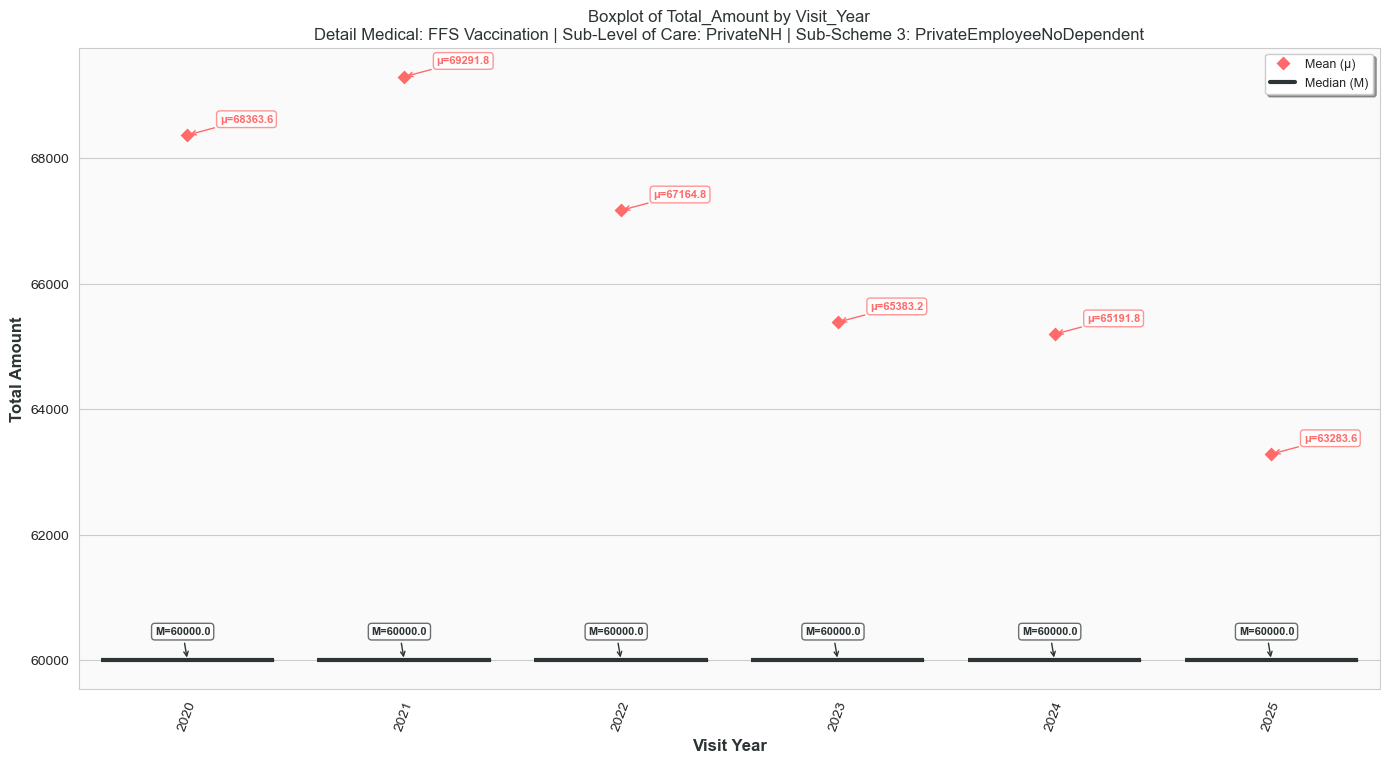 Boxplot of Total_Amount by Visit_Year
Detail Medical: FFS Vaccination | Sub-Level of Care: PrivateNH | Sub-Scheme 3: PrivateEmployeeNoDependent
Mean (μ)
Median (M)
μ=68363.6
μ=69291.8
μ=67164.8
μ=65383.2
μ=65191.8
μ=63283.6
M=60000.0
M=60000.0
M=60000.0
M=60000.0
M=60000.0
M=60000.0
68000
66000
64000
62000
60000
Total Amount
2020
2021
2022
2023
2024
2025
Visit Year